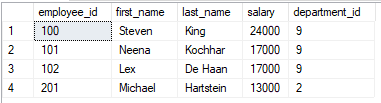 employee_id first_name last_name salary department_id
1 100 Steven King 24000 9
2 101 Neena Kochhar 17000 9
3 102 Lex De Haan 17000 9
4 201 Michael Hartstein 13000 2